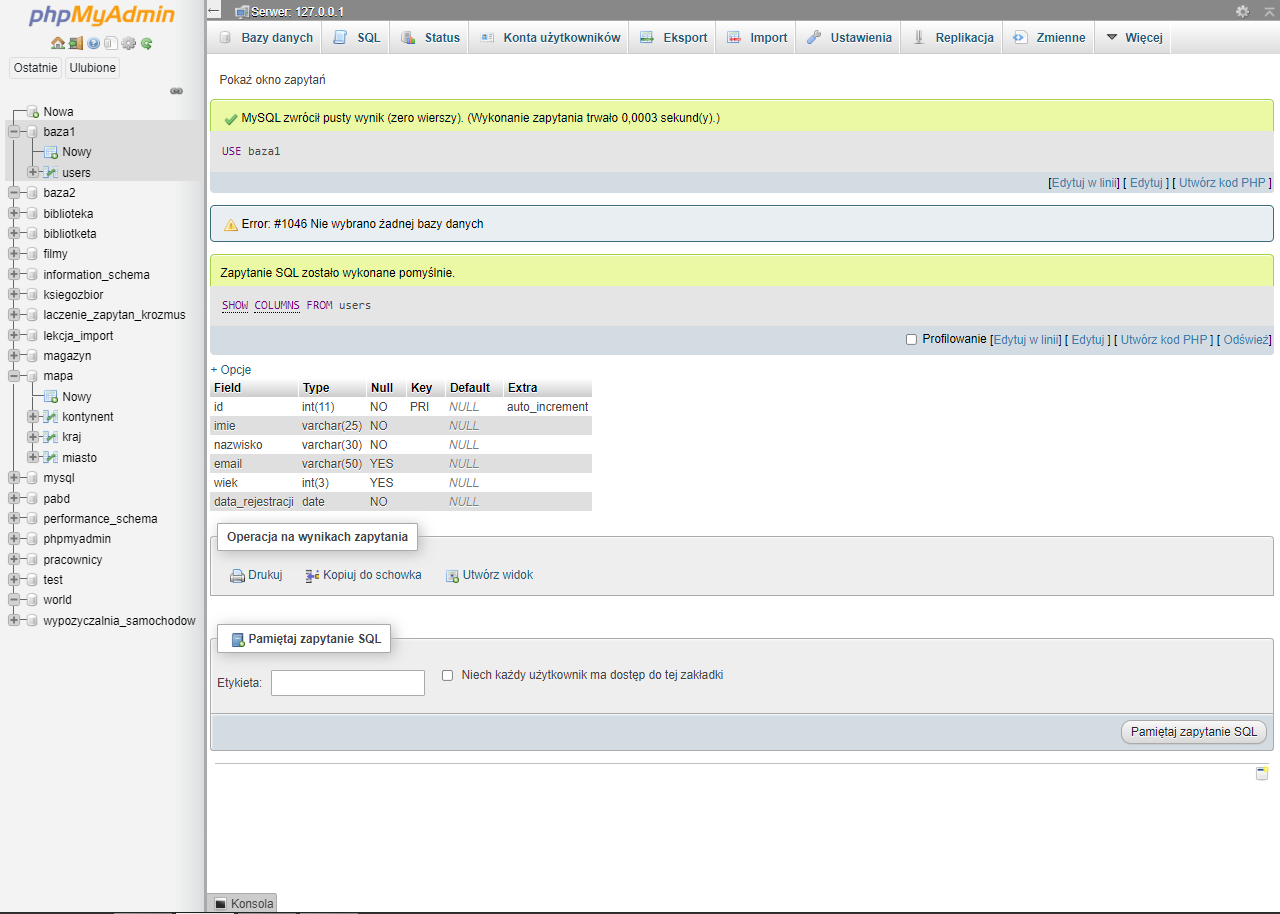 phpMyAdmin
Ostatnie Ulubione
Nowa
baza1
Nowy
users
baza2
biblioteka
bibliotketa
filmy
information_schema
ksiegozbior
laczenie_zapytan_krozmus
lekcja_import
magazyn
mapa
Nowy
kontynent
kraj
miasto
mysql
pabd
performance_schema
phpmyadmin
pracownicy
test
world
wypozyczalnia_samochodow
Serwer: 127.0.0.1
Bazy danych SQL Status Konta użytkowników Eksport Import Ustawienia Replikacja Zmienne Więcej
Pokaż okno zapytań
MySQL zwrócił pusty wynik (zero wierszy). (Wykonanie zapytania trwało 0,0003 sekund(y).)
USE baza1
[Edytuj w linii] [ Edytuj ] [ Utwórz kod PHP ]
Error: #1046 Nie wybrano żadnej bazy danych
Zapytanie SQL zostało wykonane pomyślnie.
SHOW COLUMNS FROM users
Profilowanie [Edytuj w linii] [ Edytuj ] [ Utwórz kod PHP ] [ Odśwież]
+ Opcje
Field Type Null Key Default Extra
id int(11) NO PRI NULL auto_increment
imie varchar(25) NO NULL
nazwisko varchar(30) NO NULL
email varchar(50) YES NULL
wiek int(3) YES NULL
data_rejestracji date NO NULL
Operacja na wynikach zapytania
Drukuj Kopiuj do schowka Utwórz widok
Pamiętaj zapytanie SQL
Etykieta: Niech każdy użytkownik ma dostęp do tej zakładki
Pamiętaj zapytanie SQL
Konsola